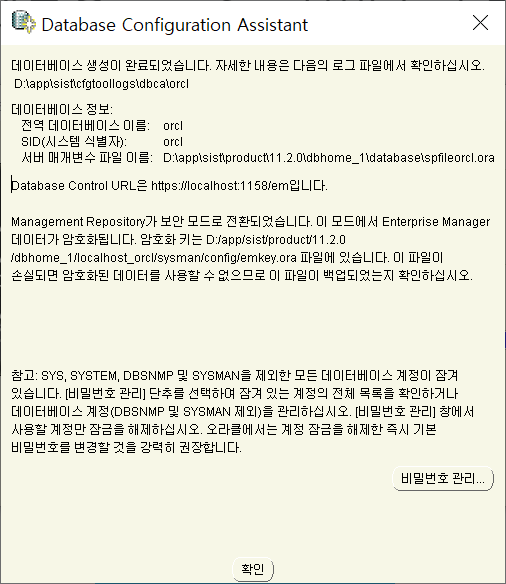 Database Configuration Assistant
데이터베이스 생성이 완료되었습니다. 자세한 내용은 다음의 로그 파일에서 확인하십시오.
D:\app\sist\cfgtoollogs\dbca\orcl
데이터베이스 정보:
전역 데이터베이스 이름: orcl
SID(시스템 식별자): orcl
서버 매개변수 파일 이름: D:\app\sist\product\11.2.0\dbhome_1\database\spfileorcl.ora
Database Control URL은 https://localhost:1158/em입니다.
Management Repository가 보안 모드로 전환되었습니다. 이 모드에서 Enterprise Manager
데이터가 암호화됩니다. 암호화 키는 D:/app/sist/product/11.2.0
/dbhome_1/localhost_orcl/sysman/config/emkey.ora 파일에 있습니다. 이 파일이
손실되면 암호화된 데이터를 사용할 수 없으므로 이 파일이 백업되었는지 확인하십시오.
참고: SYS, SYSTEM, DBSNMP 및 SYSMAN을 제외한 모든 데이터베이스 계정이 잠겨
있습니다. [비밀번호 관리] 단추를 선택하여 잠겨 있는 계정의 전체 목록을 확인하거나
데이터베이스 계정(DBSNMP 및 SYSMAN 제외)을 관리하십시오. [비밀번호 관리] 창에서
사용할 계정만 잠금을 해제하십시오. 오라클에서는 계정 잠금을 해제한 즉시 기본
비밀번호를 변경할 것을 강력히 권장합니다.
비밀번호 관리...
확인